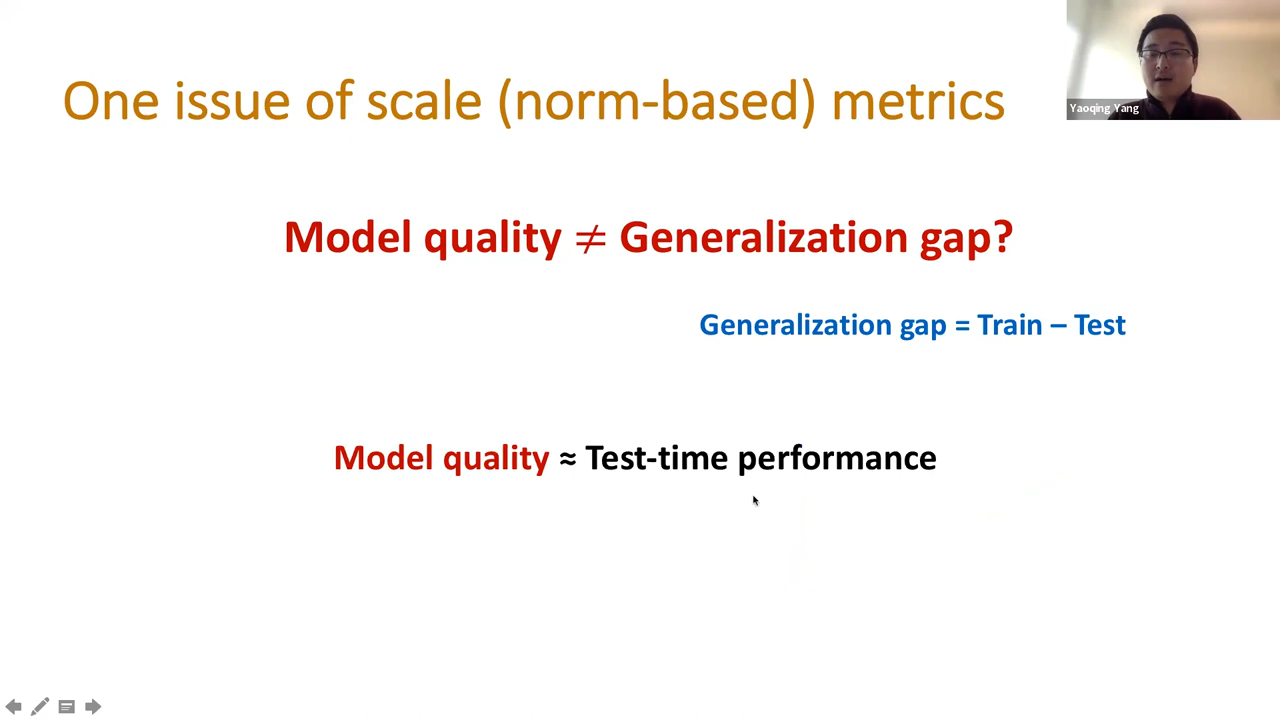 One issue of scale (norm-based) metrics
Yaoqing Yang
Model quality ≠ Generalization gap?
Generalization gap = Train – Test
Model quality ≈ Test-time performance